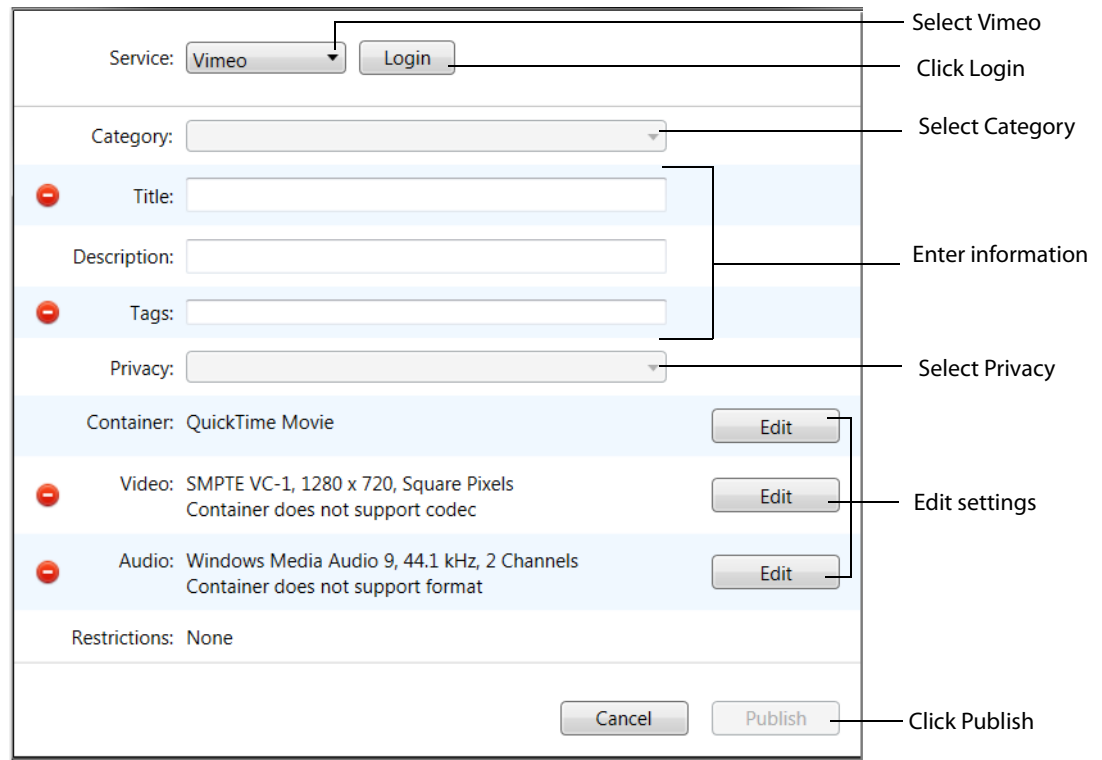 Select Vimeo
Service: Vimeo Login
Click Login
Category:
Select Category
Title:
Description:
Enter information
Tags:
Privacy:
Select Privacy
Container: QuickTime Movie Edit
Video: SMPTE VC-1, 1280 x 720, Square Pixels Edit
Container does not support codec
Edit settings
Audio: Windows Media Audio 9, 44.1 kHz, 2 Channels Edit
Container does not support format
Restrictions: None
Cancel Publish
Click Publish